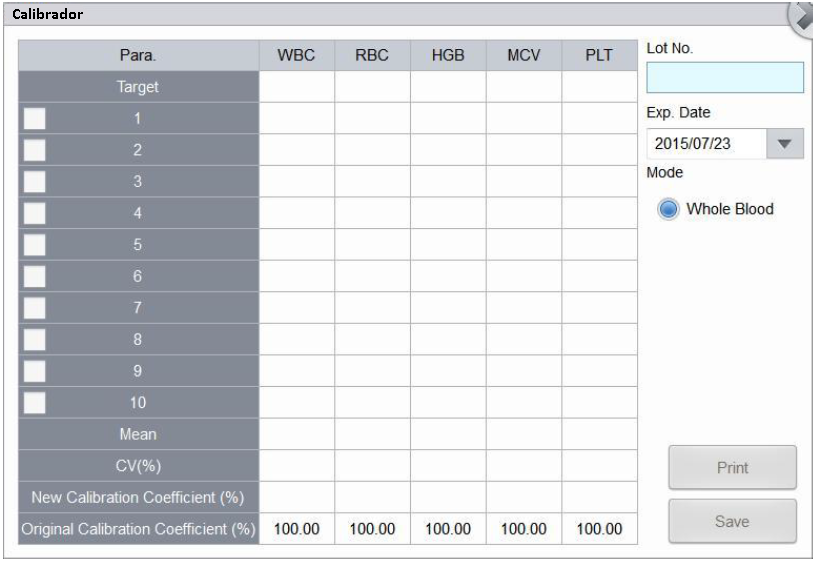 Calibrador
Para. WBC RBC HGB MCV PLT
Target
1
2
3
4
5
6
7
8
9
10
Mean
CV(%)
New Calibration Coefficient (%)
Original Calibration Coefficient (%) 100.00 100.00 100.00 100.00 100.00
Lot No.
Exp. Date
2015/07/23
Mode
Whole Blood
Print
Save